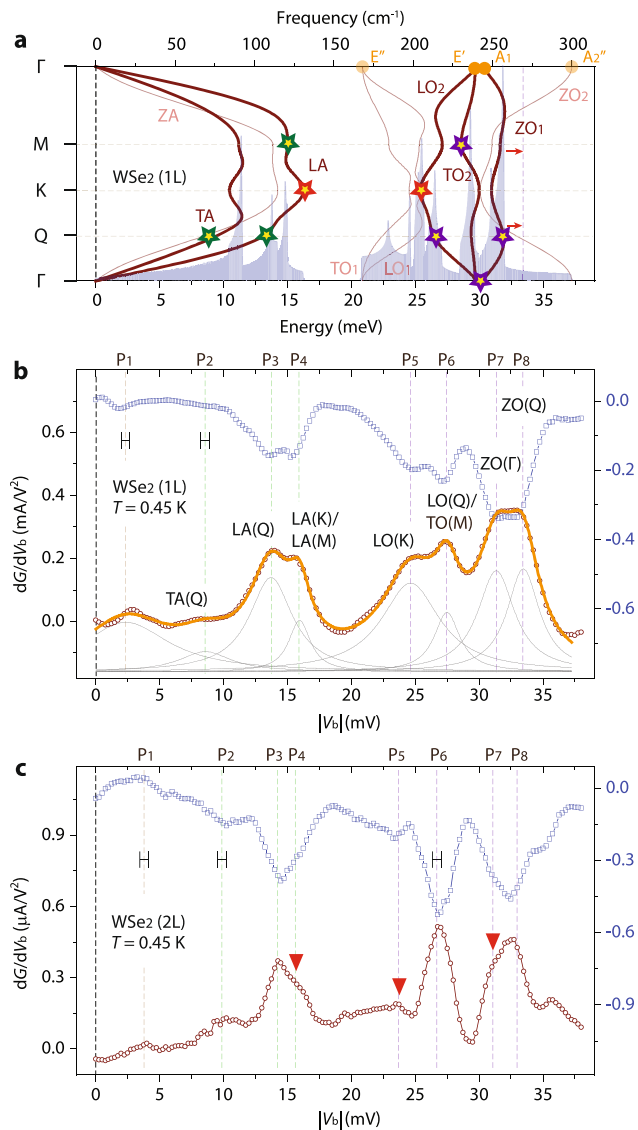 Frequency (cm-1)
a
0 50 100 150 200 250 300
E″ E′ A1 A2″
Γ
LO2
ZO2
ZA
ZO1
M
LA
TO2
WSe2 (1L)
K
TA
Q
TO1 LO1
Γ
0 5 10 15 20 25 30 35
Energy (meV)
b
P1 P2 P3 P4 P5 P6 P7 P8
0.0
ZO(Q)
0.6
-0.2
WSe2 (1L)
T = 0.45 K
ZO(Γ)
0.4
LA(Q)
LA(K)/
LA(M)
LO(K)
LO(Q)/
TO(M)
-0.4
0.2
TA(Q)
0.0
-0.6
dG/dVb (mA/V2)
0 5 10 15 20 25 30 35
|Vb| (mV)
c
P1 P2 P3 P4 P5 P6 P7 P8
0.0
0.9
-0.3
WSe2 (2L)
T = 0.45 K
0.6
-0.6
0.3
-0.9
0.0
dG/dVb (μA/V2)
0 5 10 15 20 25 30 35
|Vb| (mV)